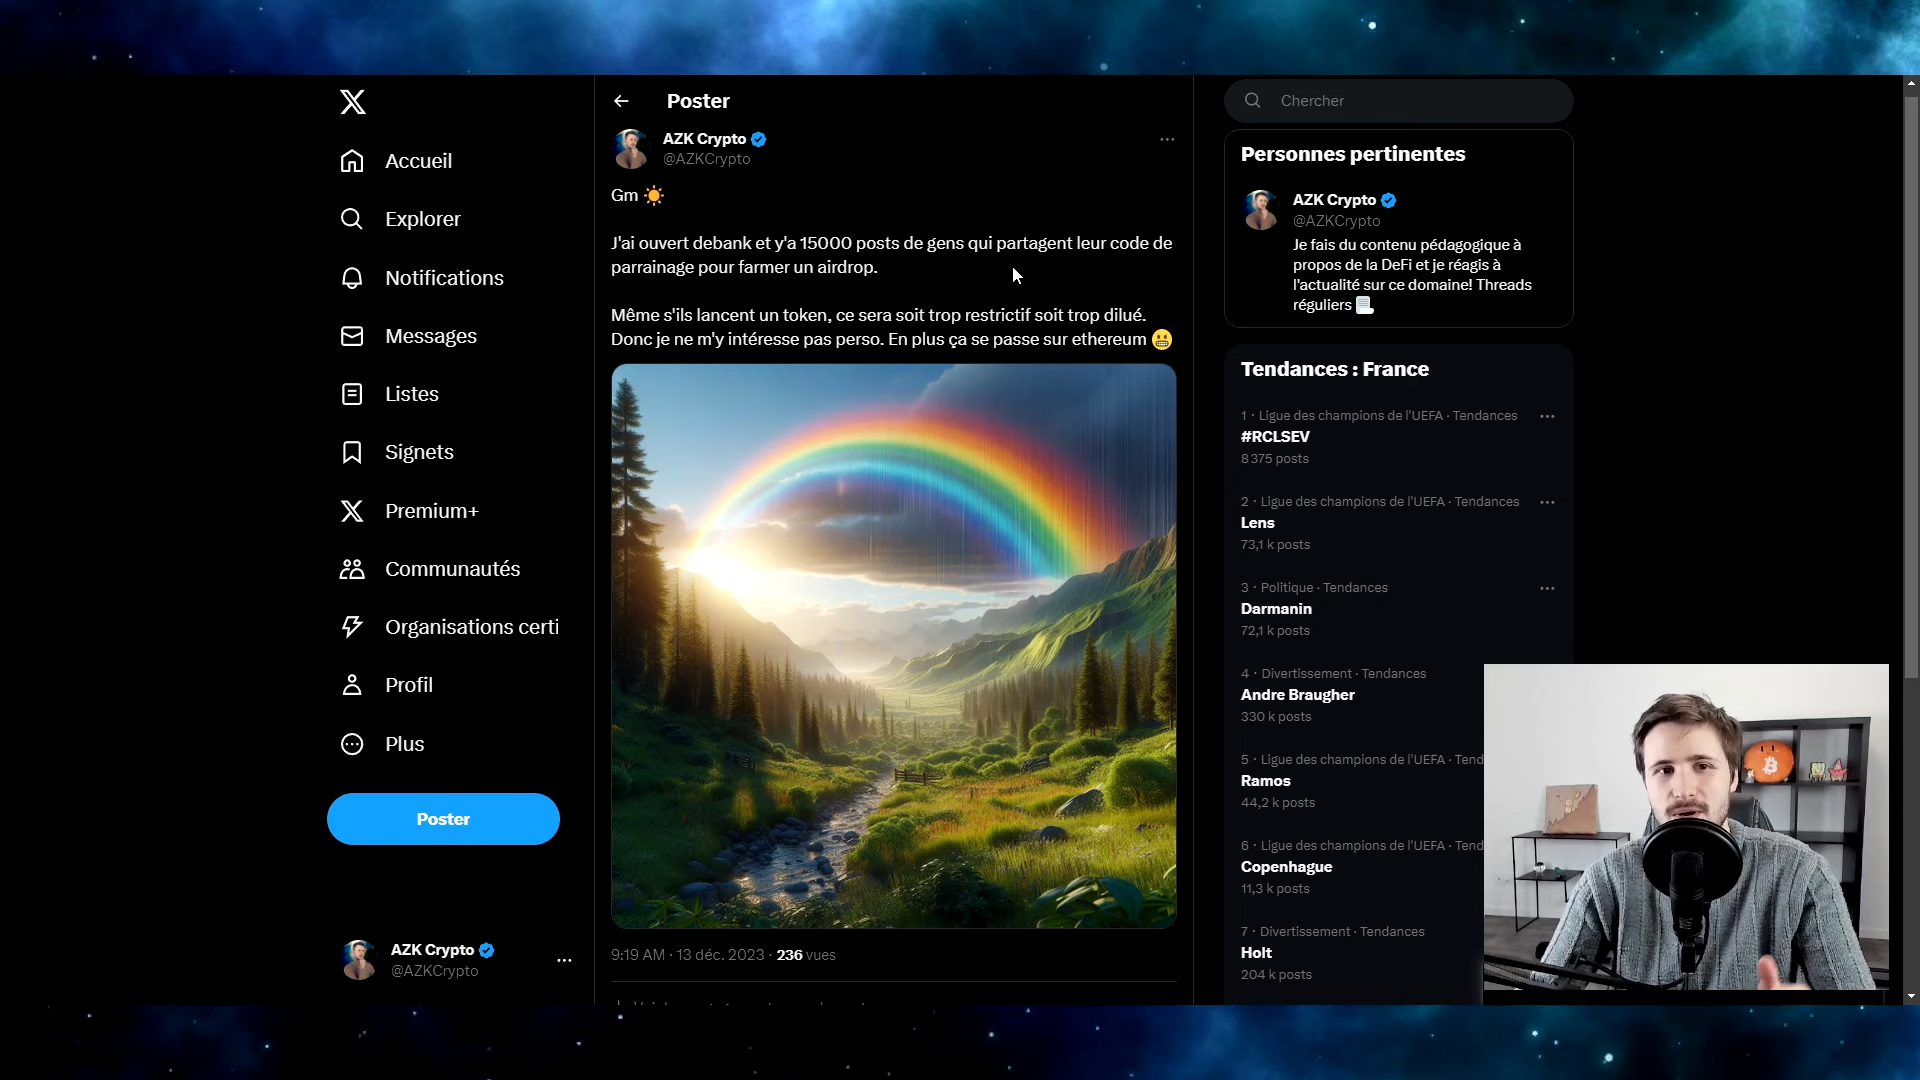 Accueil
Explorer
Notifications
Messages
Listes
Signets
Premium+
Communautés
Organisations certi
Profil
Plus
Poster
AZK Crypto
@AZKCrypto
Poster
AZK Crypto
@AZKCrypto
Gm
J'ai ouvert debank et y'a 15000 posts de gens qui partagent leur code de
parrainage pour farmer un airdrop.
Même s'ils lancent un token, ce sera soit trop restrictif soit trop dilué.
Donc je ne m'y intéresse pas perso. En plus ça se passe sur ethereum
9:19 AM · 13 déc. 2023 · 236 vues
Chercher
Personnes pertinentes
AZK Crypto
@AZKCrypto
Je fais du contenu pédagogique à
propos de la DeFi et je réagis à
l'actualité sur ce domaine! Threads
réguliers
Tendances : France
1 · Ligue des champions de l'UEFA · Tendances
#RCLSEV
8 375 posts
2 · Ligue des champions de l'UEFA · Tendances
Lens
73,1 k posts
3 · Politique · Tendances
Darmanin
72,1 k posts
4 · Divertissement · Tendances
Andre Braugher
330 k posts
5 · Ligue des champions de l'UEFA · Tend
Ramos
44,2 k posts
6 · Ligue des champions de l'UEFA · Tend
Copenhague
11,3 k posts
7 · Divertissement · Tendances
Holt
204 k posts